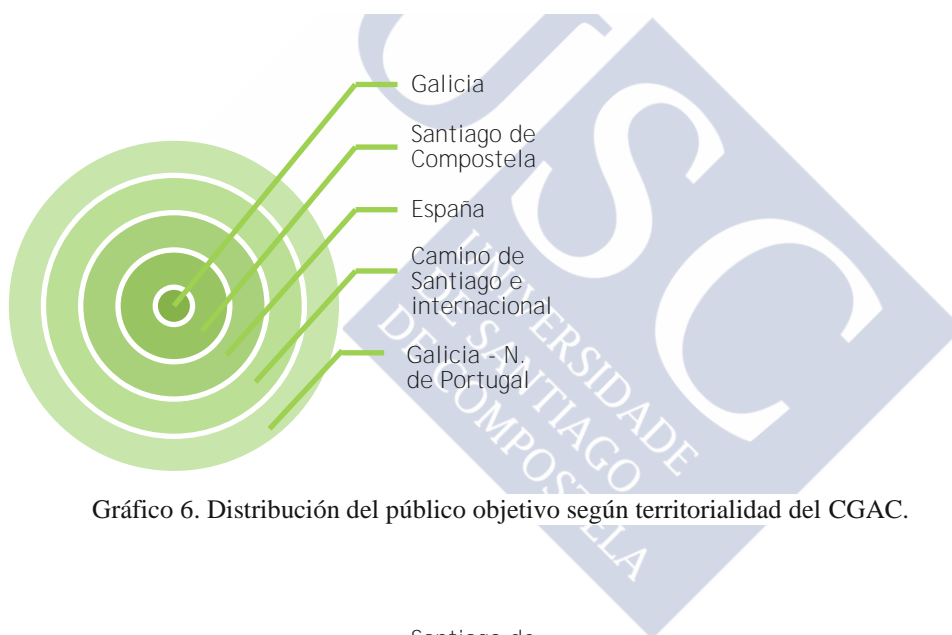 Galicia
Santiago de
Compostela
España
Camino de
Santiago e
internacional
Galicia - N.
de Portugal
USC
UNIVERSIDADE
DE SANTIAGO
DE COMPOSTELA
Gráfico 6. Distribución del público objetivo según territorialidad del CGAC.
Santiago de